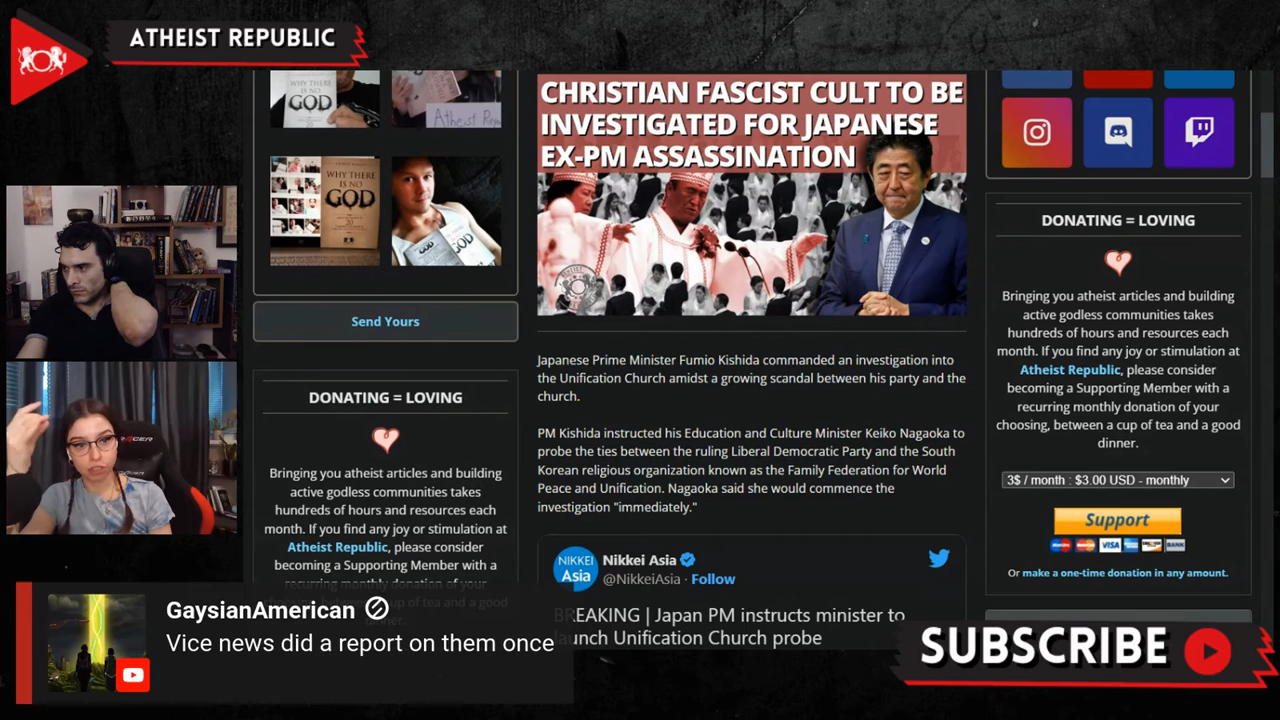 ATHEIST REPUBLIC
WHY THERE IS NO
GOD
Atheist
WHY THERE
IS NO
GOD
GOD
Send Yours
DONATING = LOVING
Bringing you atheist articles and building
active godless communities takes
hundreds of hours and resources each
month. If you find any joy or stimulation at
Atheist Republic, please consider
becoming a Supporting Member with a
recurring monthly donation of your
CHRISTIAN FASCIST CULT TO BE
INVESTIGATED FOR JAPANESE
EX-PM ASSASSINATION
Japanese Prime Minister Fumio Kishida commanded an investigation into
the Unification Church amidst a growing scandal between his party and the
church.
PM Kishida instructed his Education and Culture Minister Keiko Nagaoka to
probe the ties between the ruling Liberal Democratic Party and the South
Korean religious organization known as the Family Federation for World
Peace and Unification. Nagaoka said she would commence the
investigation "immediately."
NIKKEI
Asia
Nikkei Asia
@NikkeiAsia · Follow
BREAKING | Japan PM instructs minister to
launch Unification Church probe
DONATING = LOVING
Bringing you atheist articles and building
active godless communities takes
hundreds of hours and resources each
month. If you find any joy or stimulation at
Atheist Republic, please consider
becoming a Supporting Member with a
recurring monthly donation of your
choosing, between a cup of tea and a good
dinner.
3$ / month : $3.00 USD - monthly
Support
VISA
BANK
Or make a one-time donation in any amount.
GaysianAmerican
Vice news did a report on them once
SUBSCRIBE